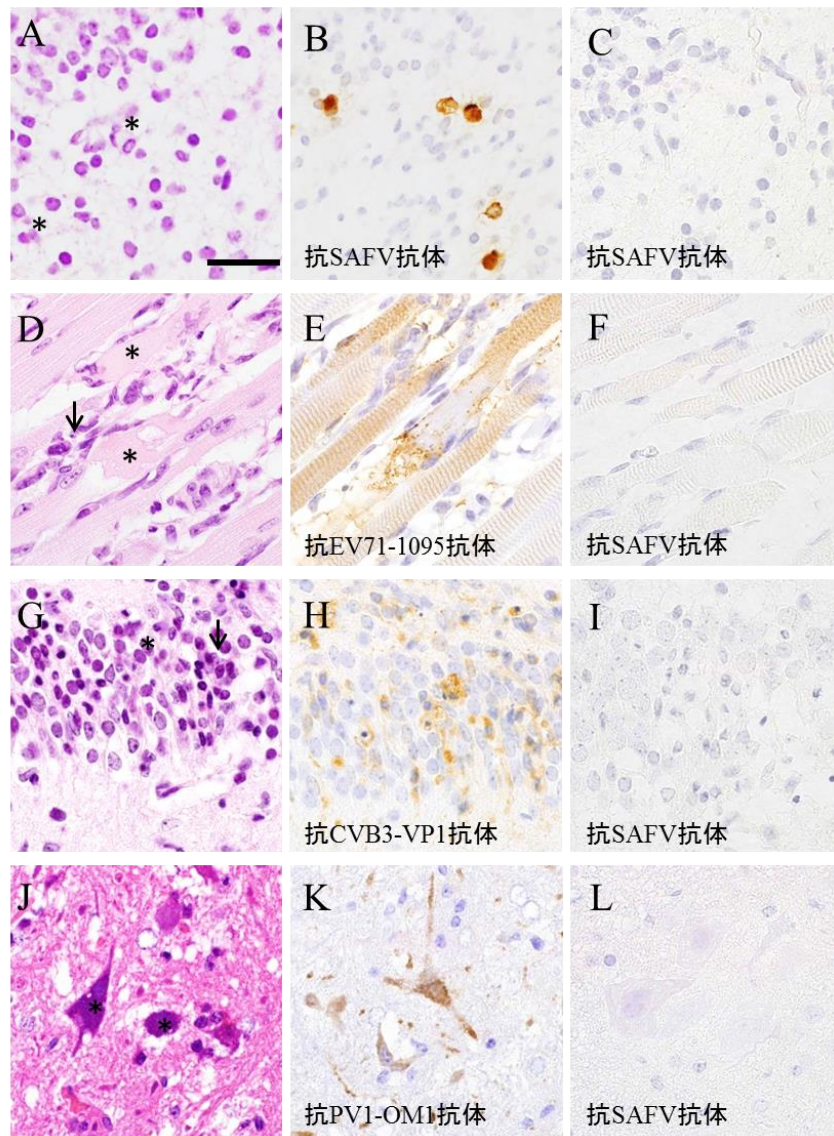 A
B
C
*
*
抗SAFV抗体
抗SAFV抗体
D
E
F
*
*
抗EV71-1095抗体
抗SAFV抗体
G
H
I
*
抗CVB3-VP1抗体
抗SAFV抗体
J
K
L
*
*
抗PV1-OM1抗体
抗SAFV抗体